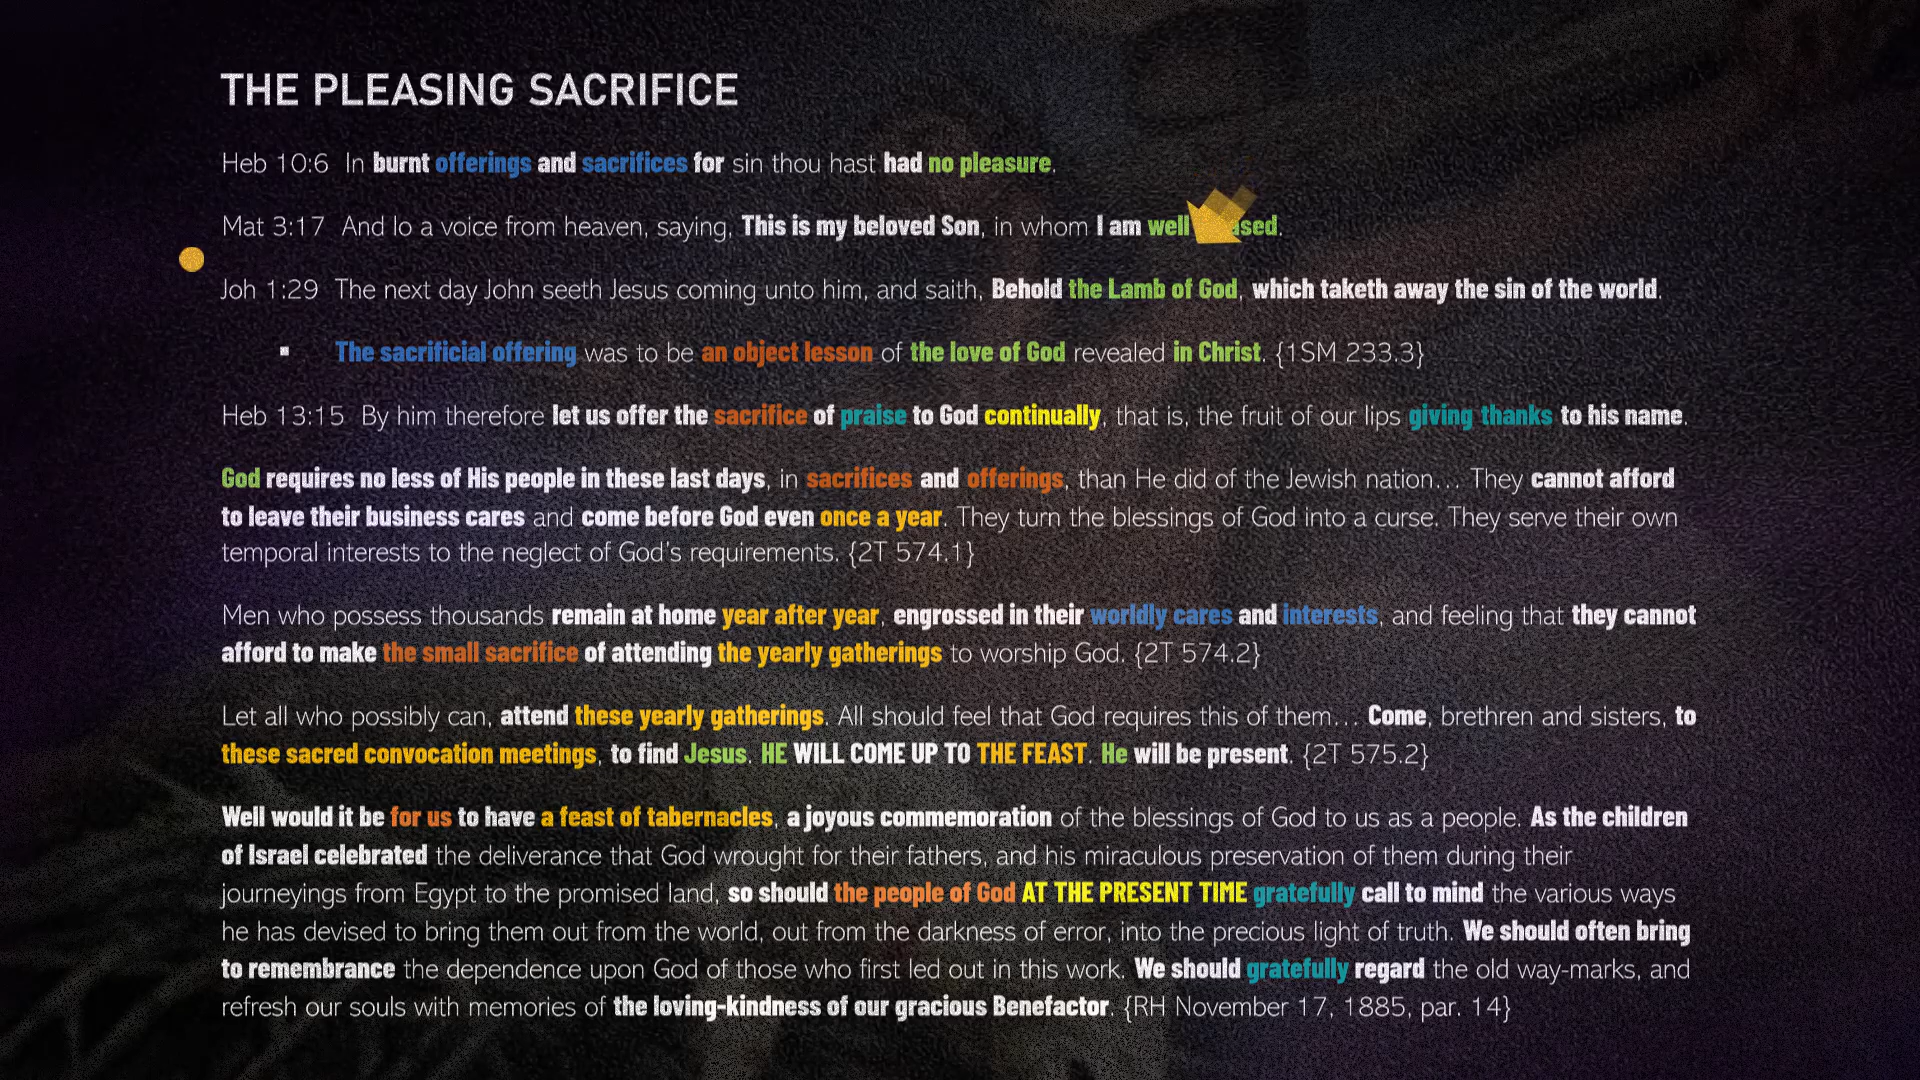 THE PLEASING SACRIFICE
Heb 10:6 In burnt offerings and sacrifices for sin thou hast had no pleasure.
Mat 3:17 And lo a voice from heaven, saying, This is my beloved Son, in whom I am well
Joh 1:29 The next day John seeth Jesus coming unto him, and saith, Behold the Lamb of God, which taketh away the sin of the world.
▪ The sacrificial offering was to be an object lesson of the love of God revealed in Christ. {1SM 233.3}
Heb 13:15 By him therefore let us offer the sacrifice of praise to God continually, that is, the fruit of our lips giving thanks to his name.
God requires no less of His people in these last days, in sacrifices and offerings, than He did of the Jewish nation... They cannot afford
to leave their business cares and come before God even once a year. They turn the blessings of God into a curse. They serve their own
temporal interests to the neglect of God's requirements. {2T 574.1}
Men who possess thousands remain at home year after year, engrossed in their worldly cares and interests, and feeling that they cannot
afford to make the small sacrifice of attending the yearly gatherings to worship God. {2T 574.2}
Let all who possibly can, attend these yearly gatherings. All should feel that God requires this of them... Come, brethren and sisters, to
these sacred convocation meetings, to find Jesus. HE WILL COME UP TO THE FEAST. He will be present. {2T 575.2}
Well would it be for us to have a feast of tabernacles, a joyous commemoration of the blessings of God to us as a people. As the children
of Israel celebrated the deliverance that God wrought for their fathers, and his miraculous preservation of them during their
journeyings from Egypt to the promised land, so should the people of God AT THE PRESENT TIME gratefully call to mind the various ways
he has devised to bring them out from the world, out from the darkness of error, into the precious light of truth. We should often bring
to remembrance the dependence upon God of those who first led out in this work. We should gratefully regard the old way-marks, and
refresh our souls with memories of the loving-kindness of our gracious Benefactor. {RH November 17, 1885, par. 14}